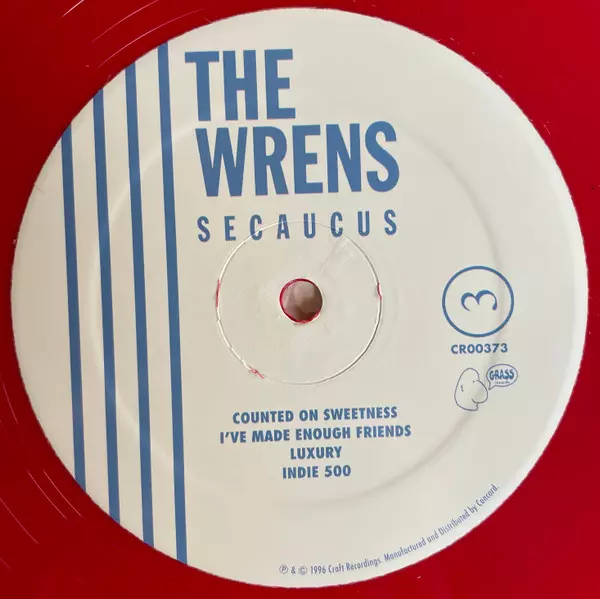 THE
WRENS
SECAUCUS
3
CR00373
GRASS
COUNTED ON SWEETNESS
I'VE MADE ENOUGH FRIENDS
LUXURY
INDIE 500
℗ & © 1996 Craft Recordings. Manufactured and Distributed by Concord.